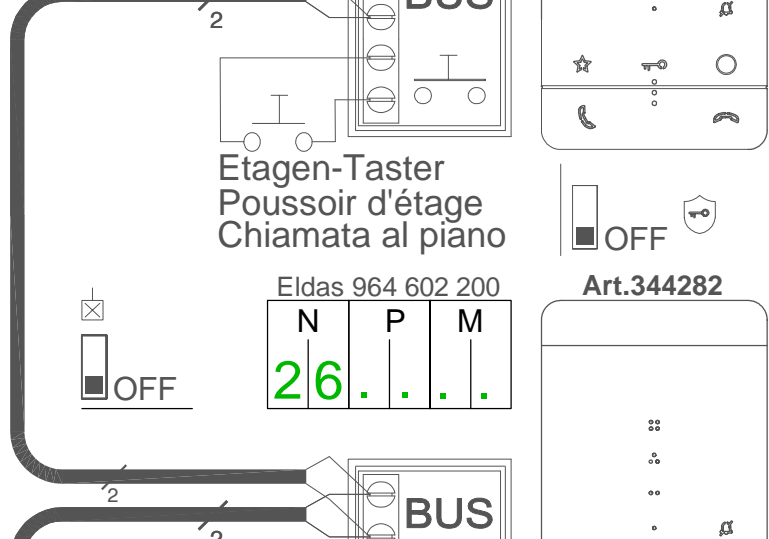 BUS
2
Etagen-Taster
Poussoir d'étage
Chiamata al piano
OFF
Eldas 964 602 200
Art.344282
N P M
26. . . .
OFF
2
BUS
2